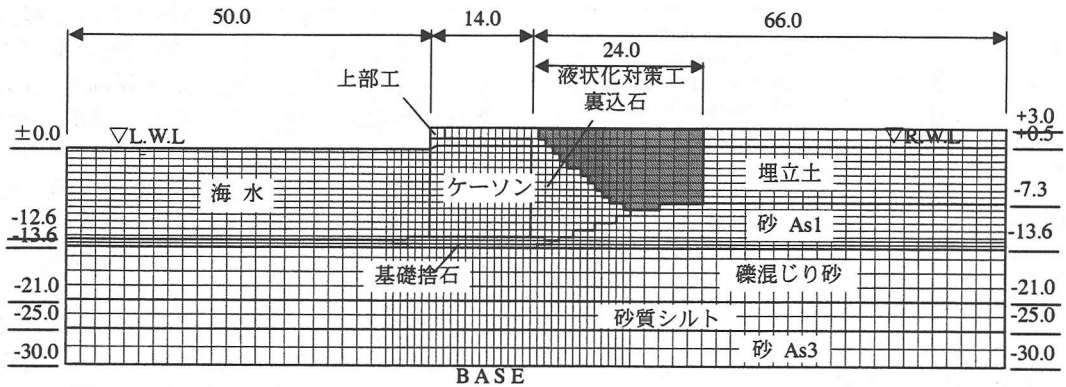 50.0
14.0
66.0
24.0
液状化対策工
上部工
裏込石
±0.0
▽L.W.L
▽R.W.L
+3.0
+0.5
海 水
ケーソン
埋立土
-7.3
-12.6
砂 As1
-13.6
-13.6
基礎捨石
礫混じり砂
-21.0
-21.0
-25.0
砂質シルト
-25.0
-30.0
砂 As3
-30.0
BASE